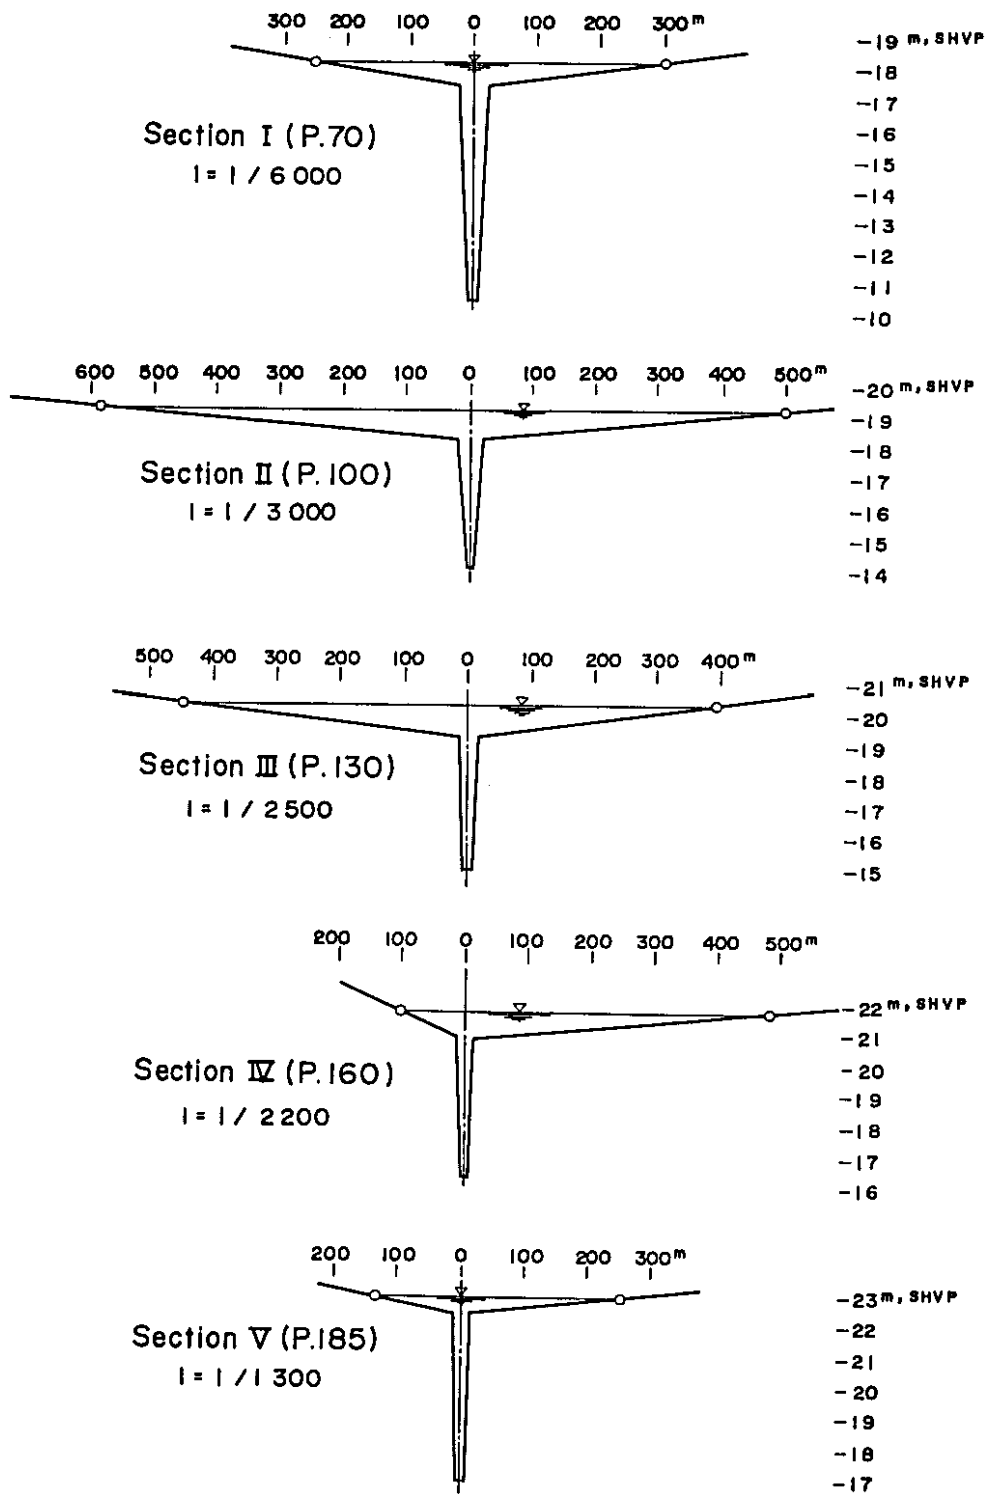 300 200 100 0 100 200 300m
-19 m, SHVP
-18
-17
-16
-15
-14
-13
-12
-11
-10
Section I (P.70)
I = 1 / 6 000
600 500 400 300 200 100 0 100 200 300 500m
-20 m, SHVP
-19
-18
-17
-16
-15
-14
Section II (P.100)
I = 1 / 3 000
500 400 300 200 100 0 100 200 300 400m
-21 m, SHVP
-20
-19
-18
-17
-16
-15
Section III (P.130)
I = 1 / 2 500
200 100 0 100 200 300 400 500m
-22 m, SHVP
-21
-20
-19
-18
-17
-16
Section IV (P.160)
I = 1 / 2 200
200 100 0 100 200 300m
-23 m, SHVP
-22
-21
-20
-19
-18
-17
Section V (P.185)
I = 1 / 1 300